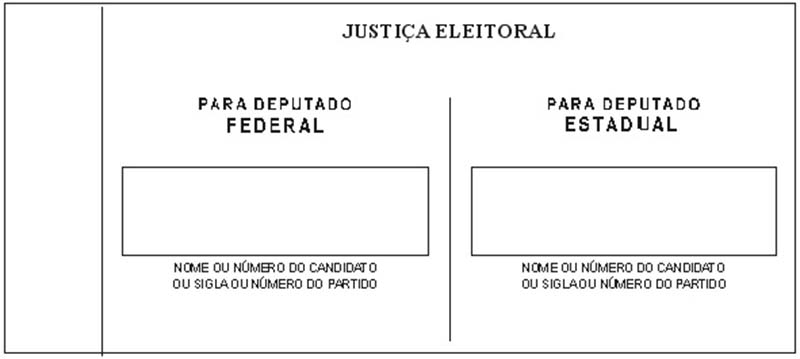 JUSTIÇA ELEITORAL
PARA DEPUTADO
FEDERAL
NOME OU NÚMERO DO CANDIDATO
OU SIGLA OU NÚMERO DO PARTIDO
PARA DEPUTADO
ESTADUAL
NOME OU NÚMERO DO CANDIDATO
OU SIGLA OU NÚMERO DO PARTIDO